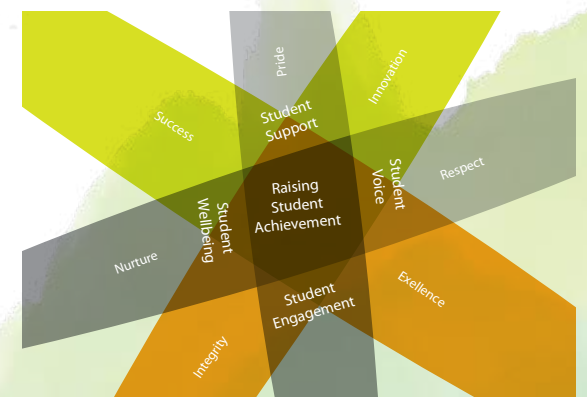 Pride
Innovation
Success
Student
Support
Respect
Student
Voice
Raising
Student
Achievement
Student
Wellbeing
Nurture
Student
Engagement
Exellence
Integrity